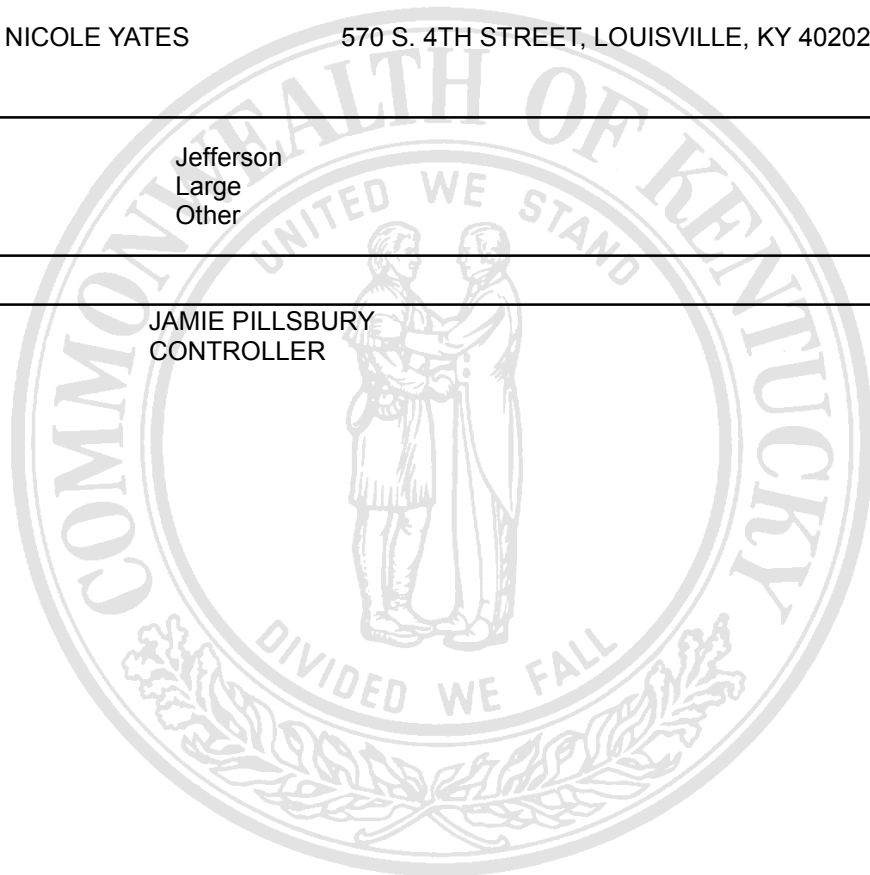 NICOLE YATES 570 S. 4TH STREET, LOUISVILLE, KY 40202
Jefferson
Large
Other
JAMIE PILLSBURY
CONTROLLER
COMMONWEALTH OF KENTUCKY
UNITED WE STAND
DIVIDED WE FALL